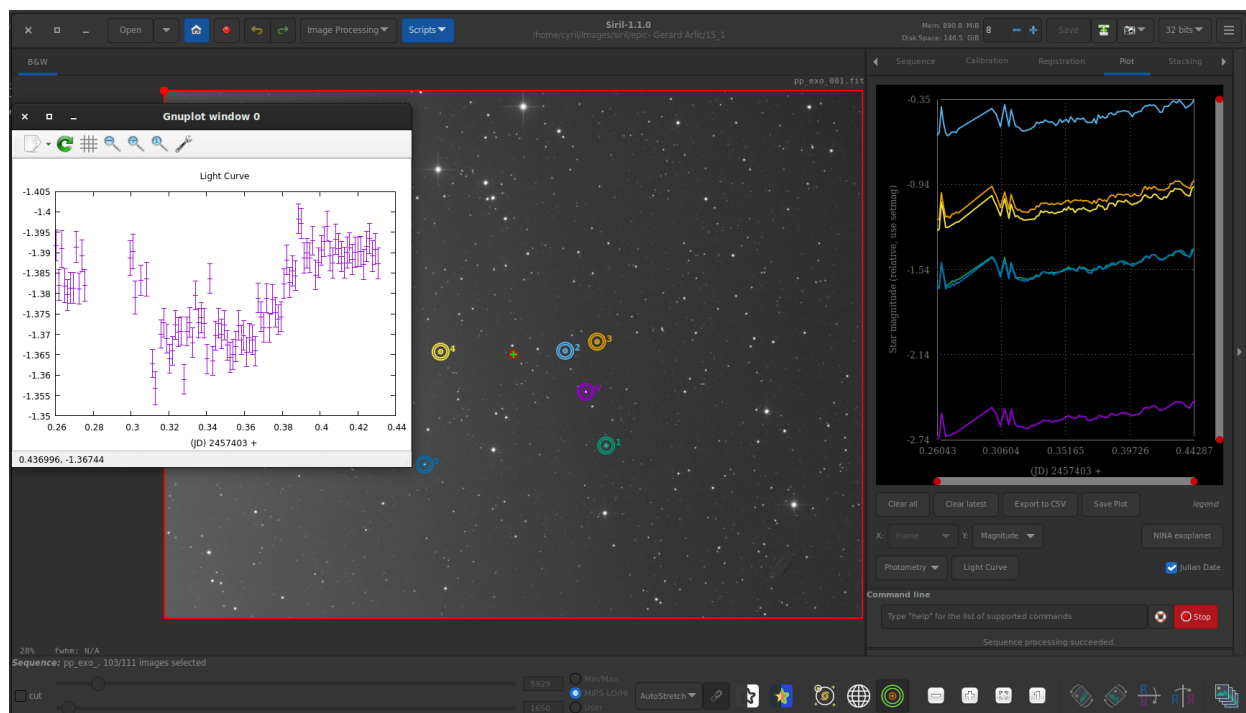 Open
Image Processing
Scripts
Siril-1.1.0
/home/cyril/Images/siril/epic- Gerard Arlic/15_1
Mem: 890.8 MiB
Disk Space: 146.5 GiB
8
Save
32 bits
B&W
pp_exo_001.fit
Gnuplot window 0
Light Curve
-1.405
-1.4
-1.395
-1.39
-1.385
-1.38
-1.375
-1.37
-1.365
-1.36
-1.355
-1.35
0.26 0.28 0.3 0.32 0.34 0.36 0.38 0.4 0.42 0.44
(JD) 2457403 +
0.436996, -1.36744
4
2
3
V
1
Sequence Calibration Registration Plot Stacking
-0.35
-0.94
-1.54
-2.14
-2.74
Star magnitude (relative, use setmag)
0.26043 0.30604 0.35165 0.39726 0.44287
(JD) 2457403 +
Clear all Clear latest Export to CSV Save Plot legend
X: Frame Y: Magnitude NINA exoplanet
Photometry Light Curve Julian Date
Command line
Type "help" for the list of supported commands
Stop
Sequence processing succeeded.
28% fwhm: N/A
Sequence: pp_exo_, 103/111 images selected
cut
5929
1650
Min/Max
MIPS-LO/HI
User
AutoStretch
1
R R R R